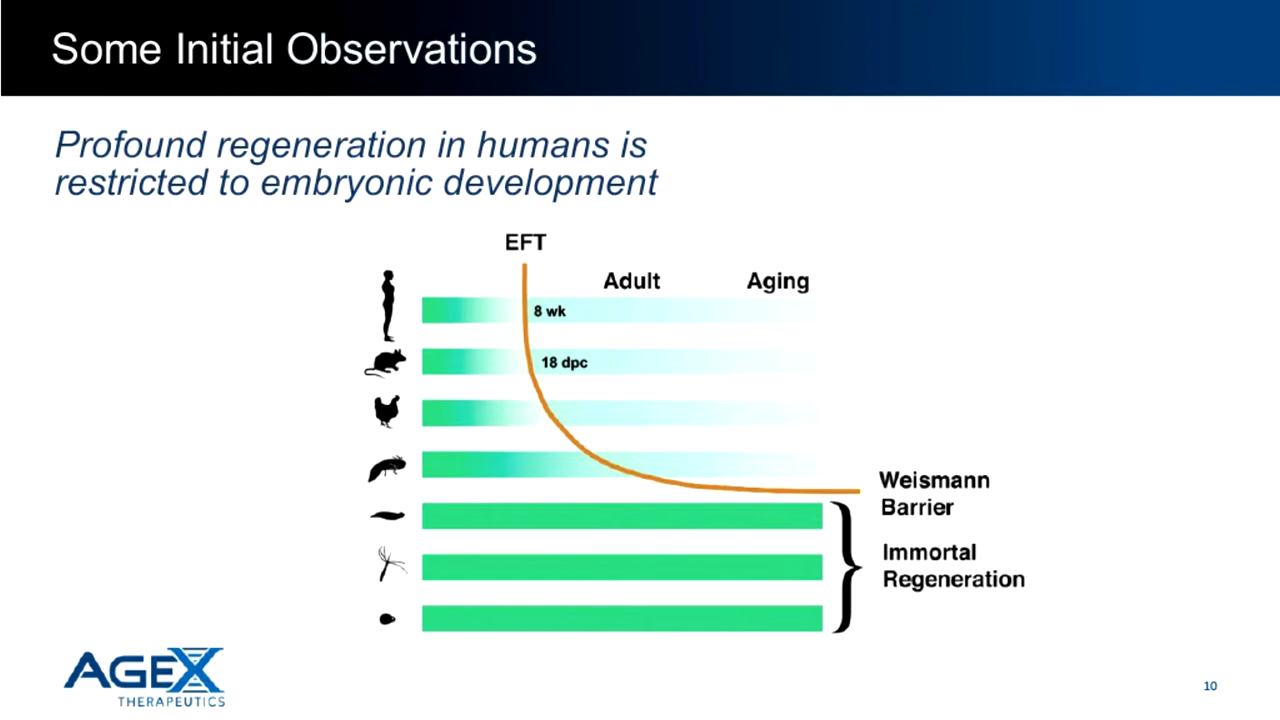 Some Initial Observations
Profound regeneration in humans is
restricted to embryonic development
EFT
Adult
Aging
8 wk
18 dpc
Weismann
Barrier
Immortal
Regeneration
AGEX
THERAPEUTICS
10